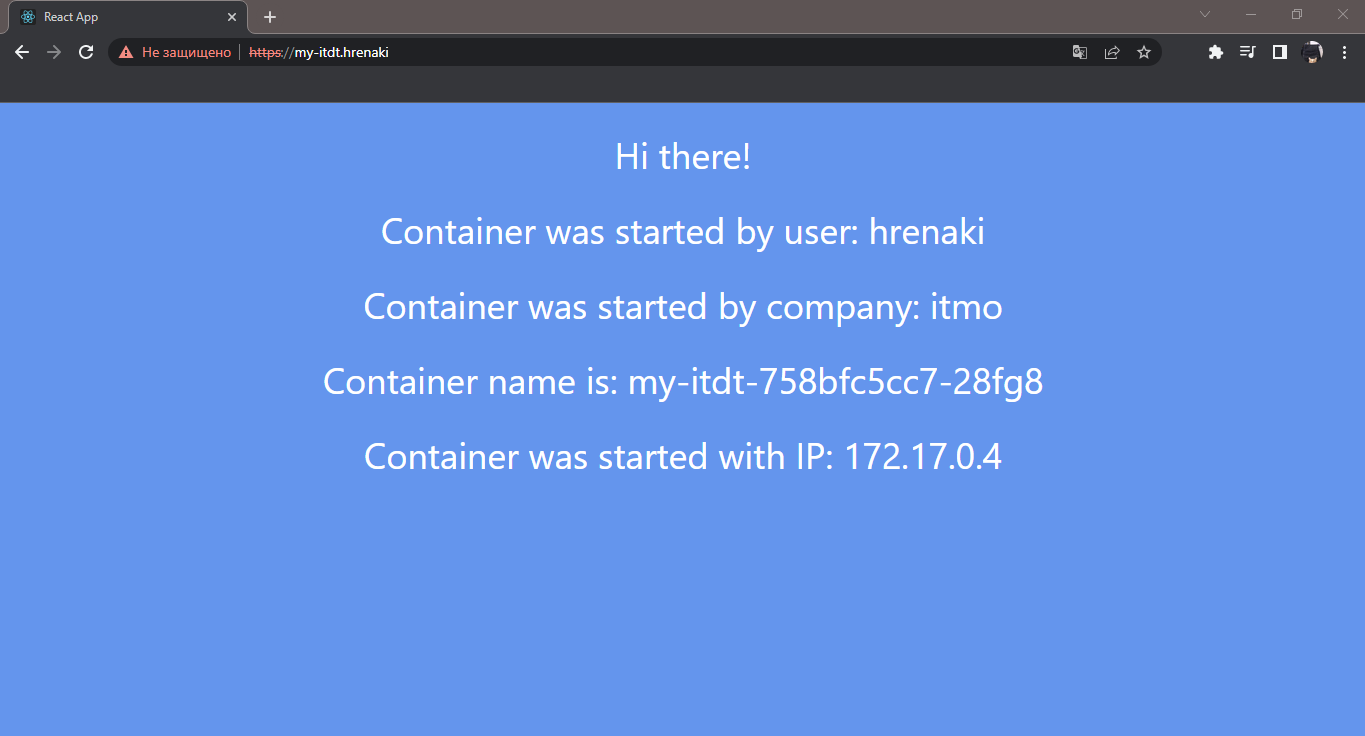 React App
Не защищено https://my-itdt.hrenaki
Hi there!
Container was started by user: hrenaki
Container was started by company: itmo
Container name is: my-itdt-758bfc5cc7-28fg8
Container was started with IP: 172.17.0.4